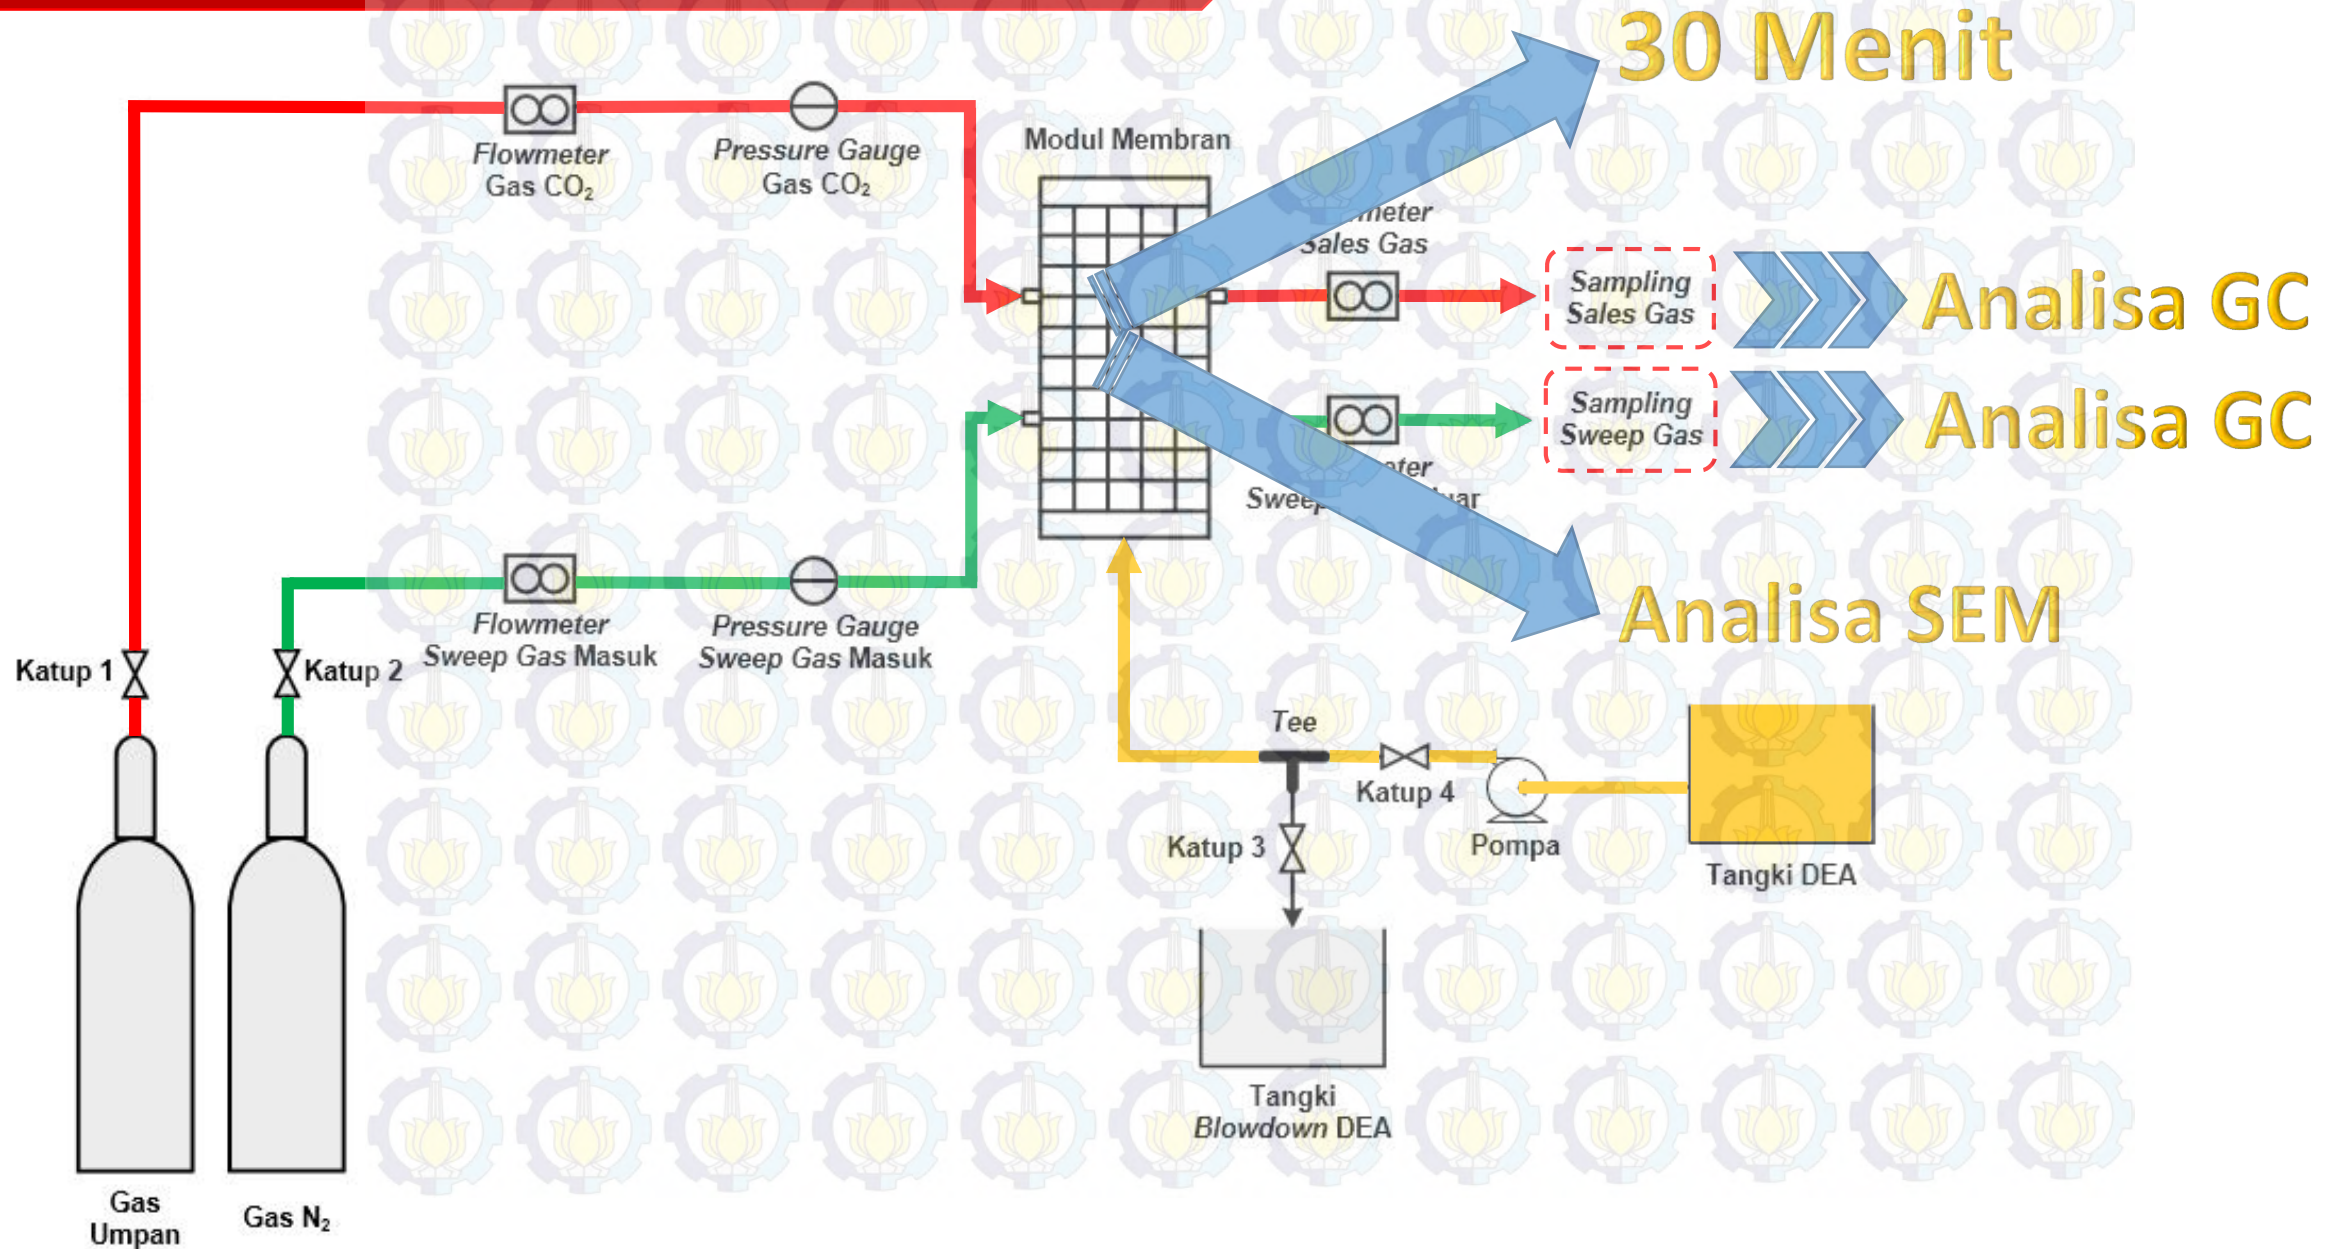 30 Menit
Flowmeter
Gas CO₂
Pressure Gauge
Gas CO₂
Modul Membran
Sales Gas
Sampling
Sales Gas
Analisa GC
Sampling
Sweep Gas
Analisa GC
Flowmeter
Sweep Gas Masuk
Pressure Gauge
Sweep Gas Masuk
Analisa SEM
Katup 1
Katup 2
Tee
Katup 4
Katup 3
Pompa
Tangki DEA
Tangki
Blowdown DEA
Gas
Umpan
Gas N₂